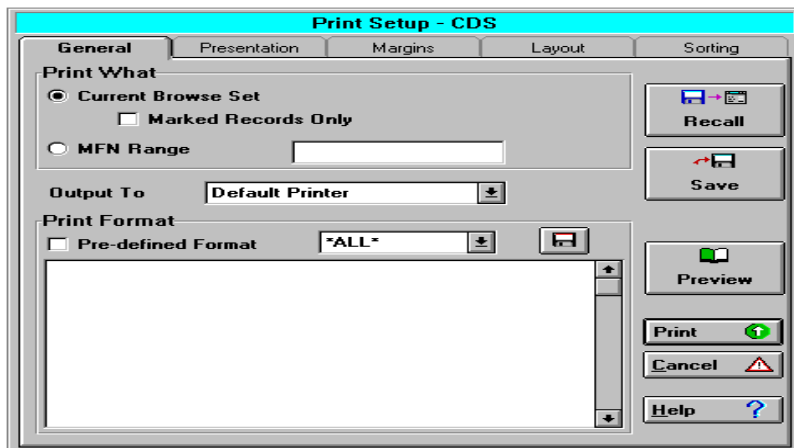 Print Setup - CDS
General Presentation Margins Layout Sorting
Print What
Current Browse Set
Marked Records Only
MFN Range
Output To Default Printer
Print Format
Pre-defined Format *ALL*
Recall
Save
Preview
Print
Cancel
Help